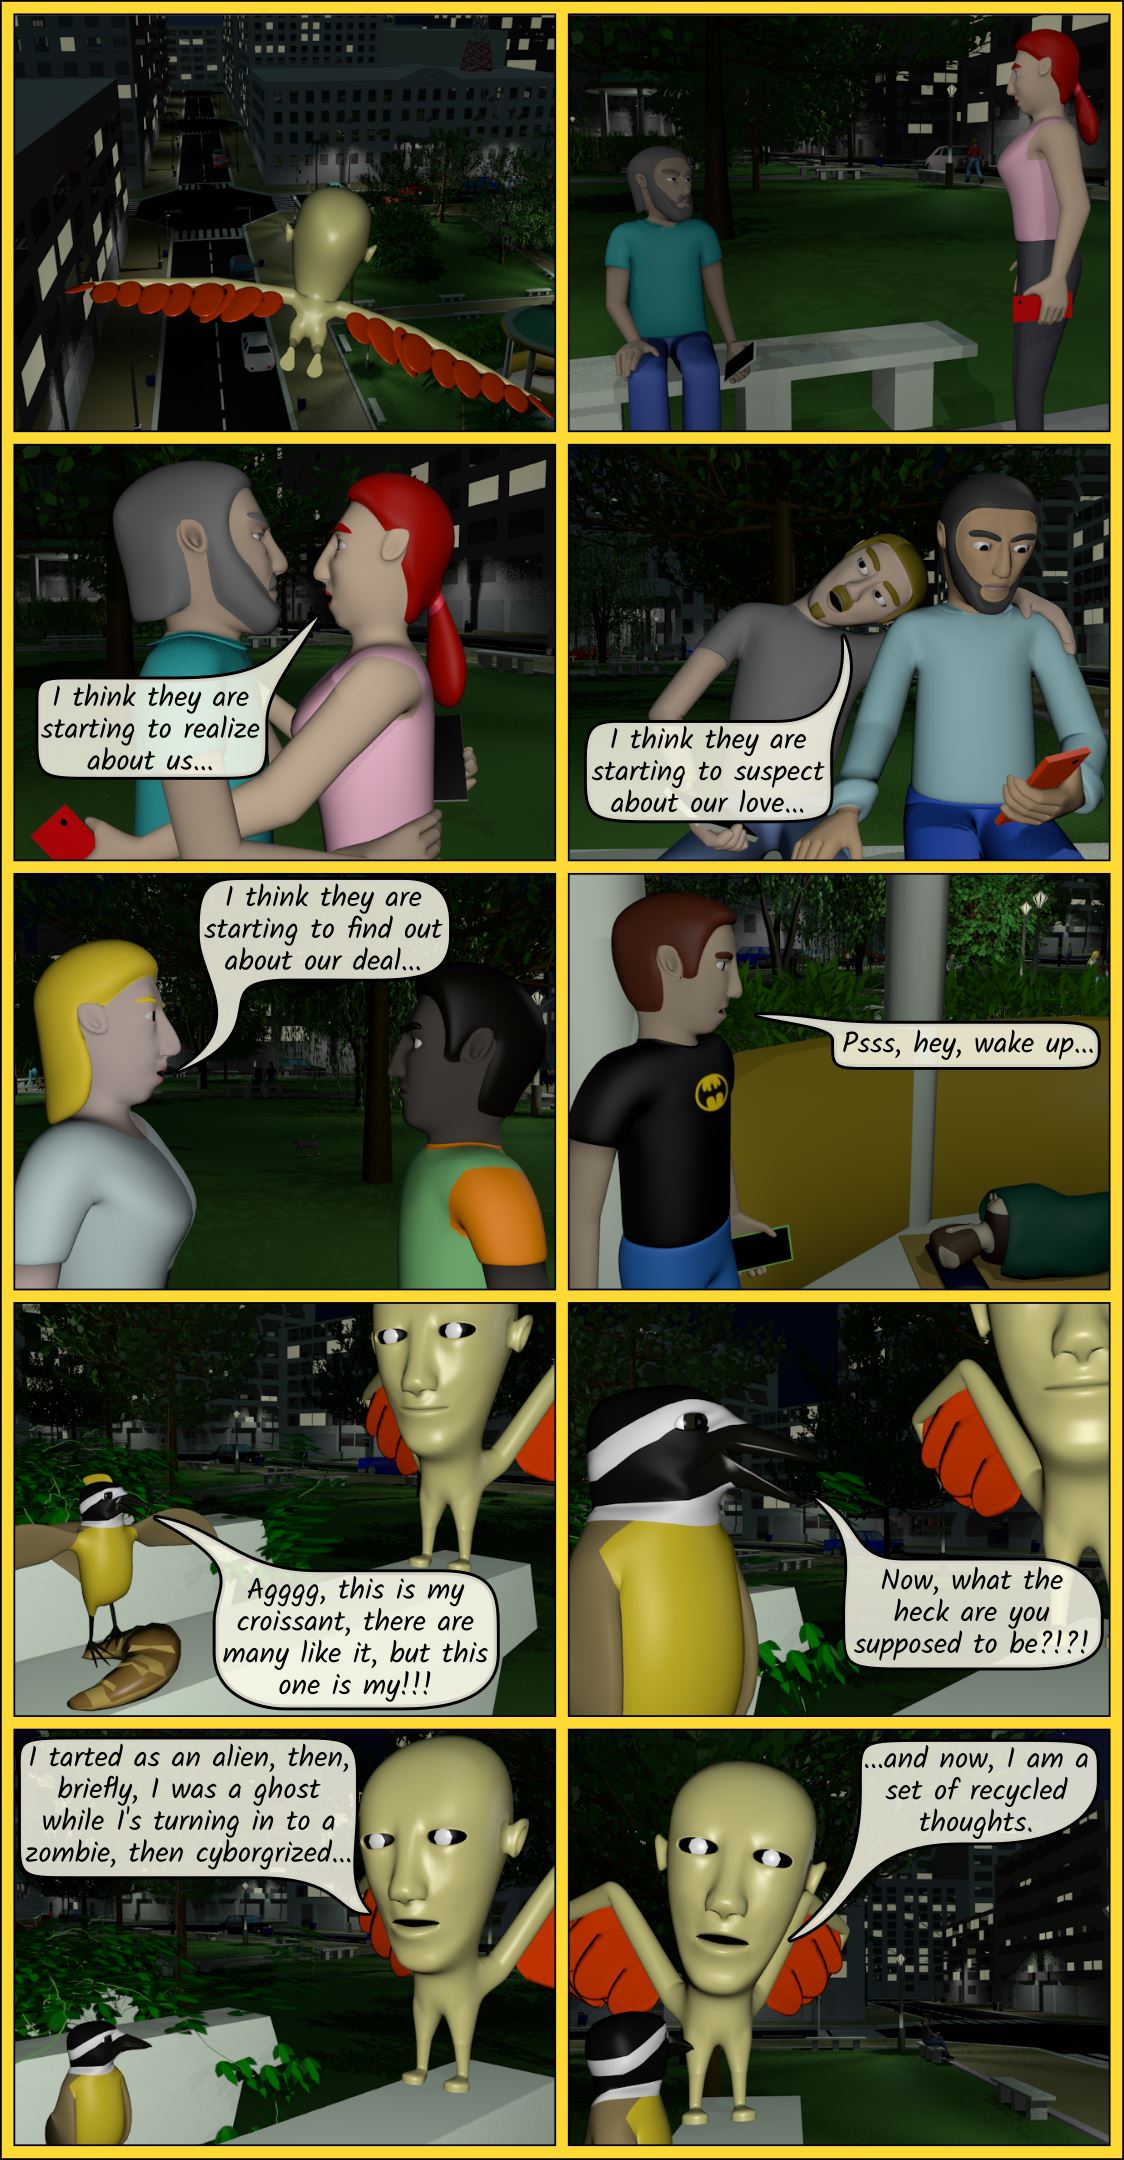 I think they are
starting to realize
about us...
I think they are
starting to suspect
about our love...
I think they are
starting to find out
about our deal...
Psss, hey, wake up...
Agggg, this is my
croissant, there are
many like it, but this
one is my!!!
Now, what the
heck are you
supposed to be?!?!
I tarted as an alien, then,
briefly, I was a ghost
while I's turning in to a
zombie, then cyborgrized...
...and now, I am a
set of recycled
thoughts.